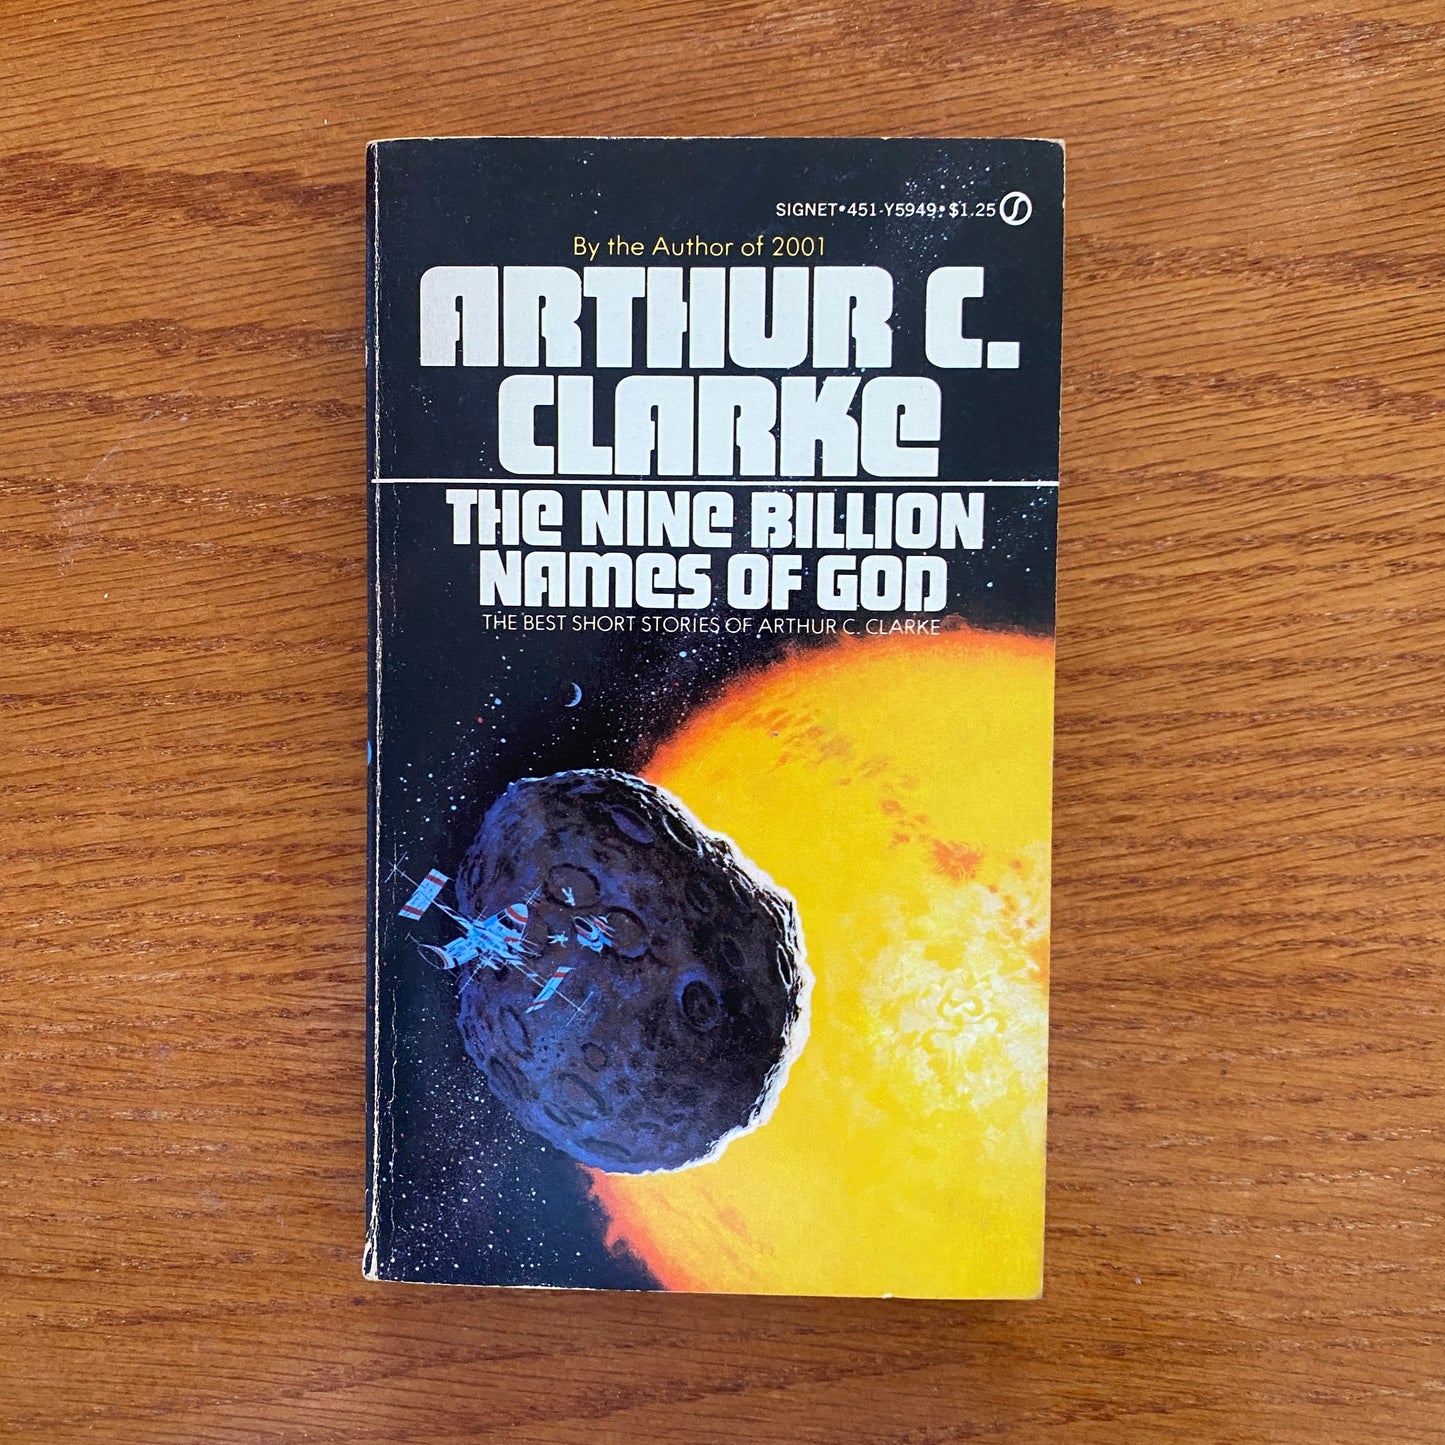 SIGNET•451-Y5949•$1.25
By the Author of 2001
ARTHUR C.
CLARKE
THE NINE BILLION
NAMES OF GOD
THE BEST SHORT STORIES OF ARTHUR C. CLARKE